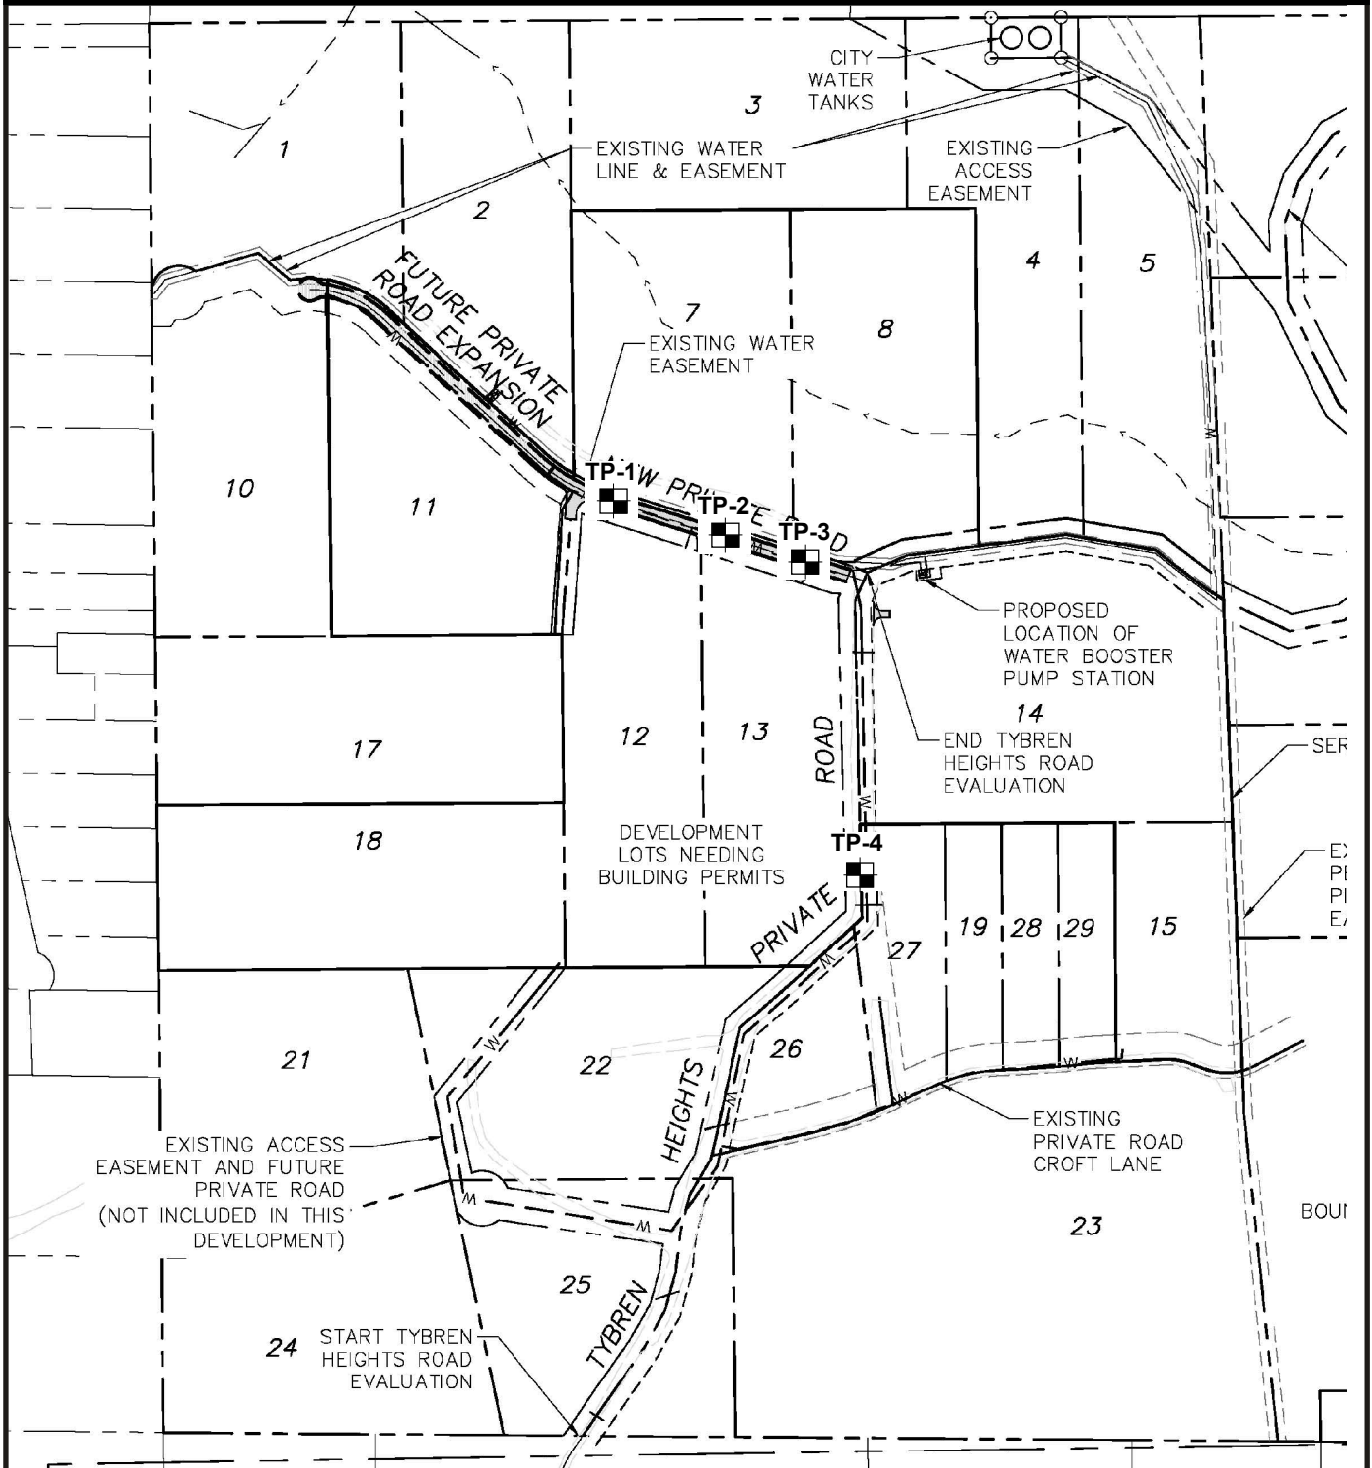 CITY
WATER
TANKS
3
1
EXISTING WATER
LINE & EASEMENT
EXISTING
ACCESS
EASEMENT
2
4
5
FUTURE PRIVATE
ROAD EXPANSION
7
8
EXISTING WATER
EASEMENT
W
W
W
10
11
TP-1
TP-2
TP-3
W
PROPOSED
LOCATION OF
WATER BOOSTER
PUMP STATION
14
12
13
ROAD
END TYBREN
HEIGHTS ROAD
EVALUATION
17
W
18
DEVELOPMENT
LOTS NEEDING
BUILDING PERMITS
TP-4
PRIVATE
27
19
28
29
15
W
21
W
22
26
W
W
W
HEIGHTS
EXISTING
PRIVATE ROAD
CROFT LANE
EXISTING ACCESS
EASEMENT AND FUTURE
PRIVATE ROAD
(NOT INCLUDED IN THIS
DEVELOPMENT)
W
W
23
25
TYBREN
24
START TYBREN
HEIGHTS ROAD
EVALUATION